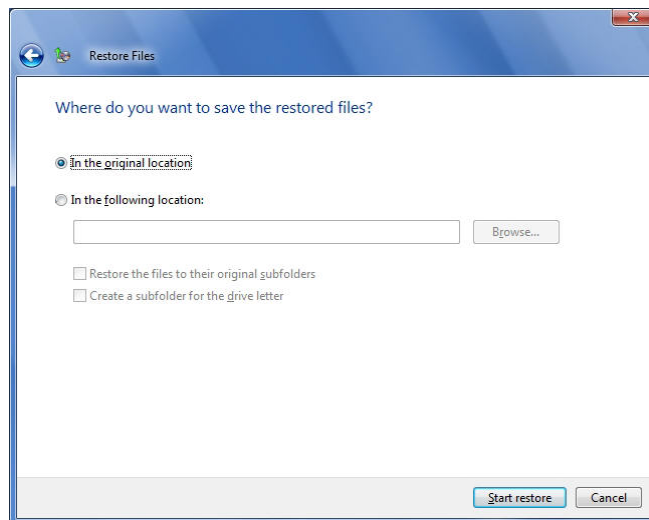 Restore Files
Where do you want to save the restored files?
In the original location
In the following location:
Browse...
Restore the files to their original subfolders
Create a subfolder for the drive letter
Start restore Cancel